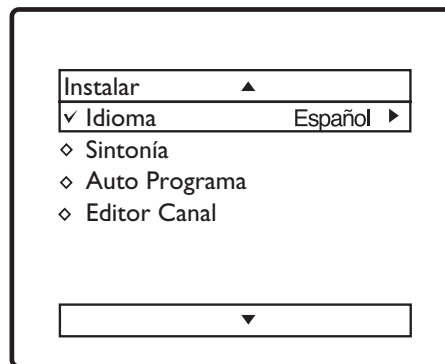 Instalar
Idioma Español
Sintonía
Auto Programa
Editor Canal